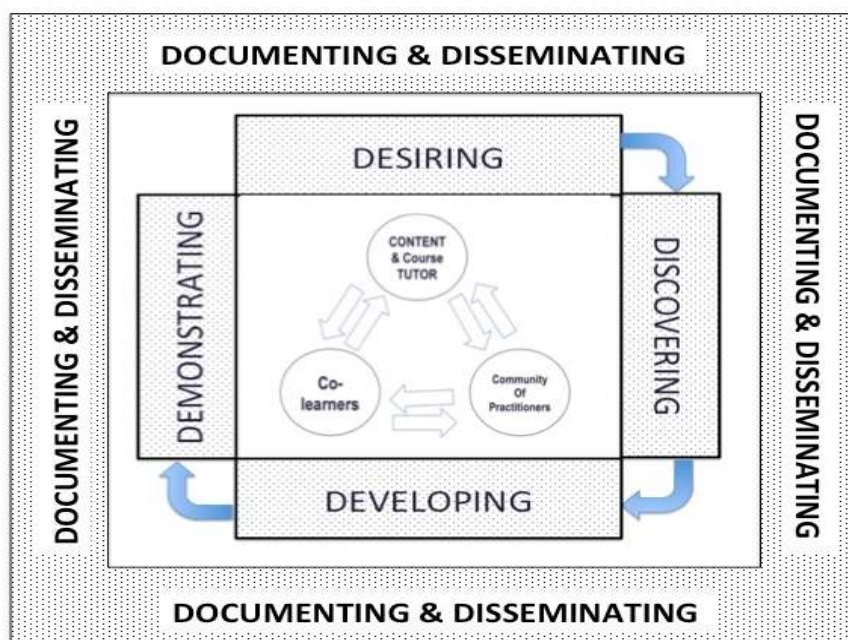 DOCUMENTING & DISSEMINATING
DOCUMENTING & DISSEMINATING
DESIRING
DEMONSTRATING
CONTENT
& Course
TUTOR
Co-
learners
Community
Of
Practitioners
DISCOVERING
DOCUMENTING & DISSEMINATING
DEVELOPING
DOCUMENTING & DISSEMINATING